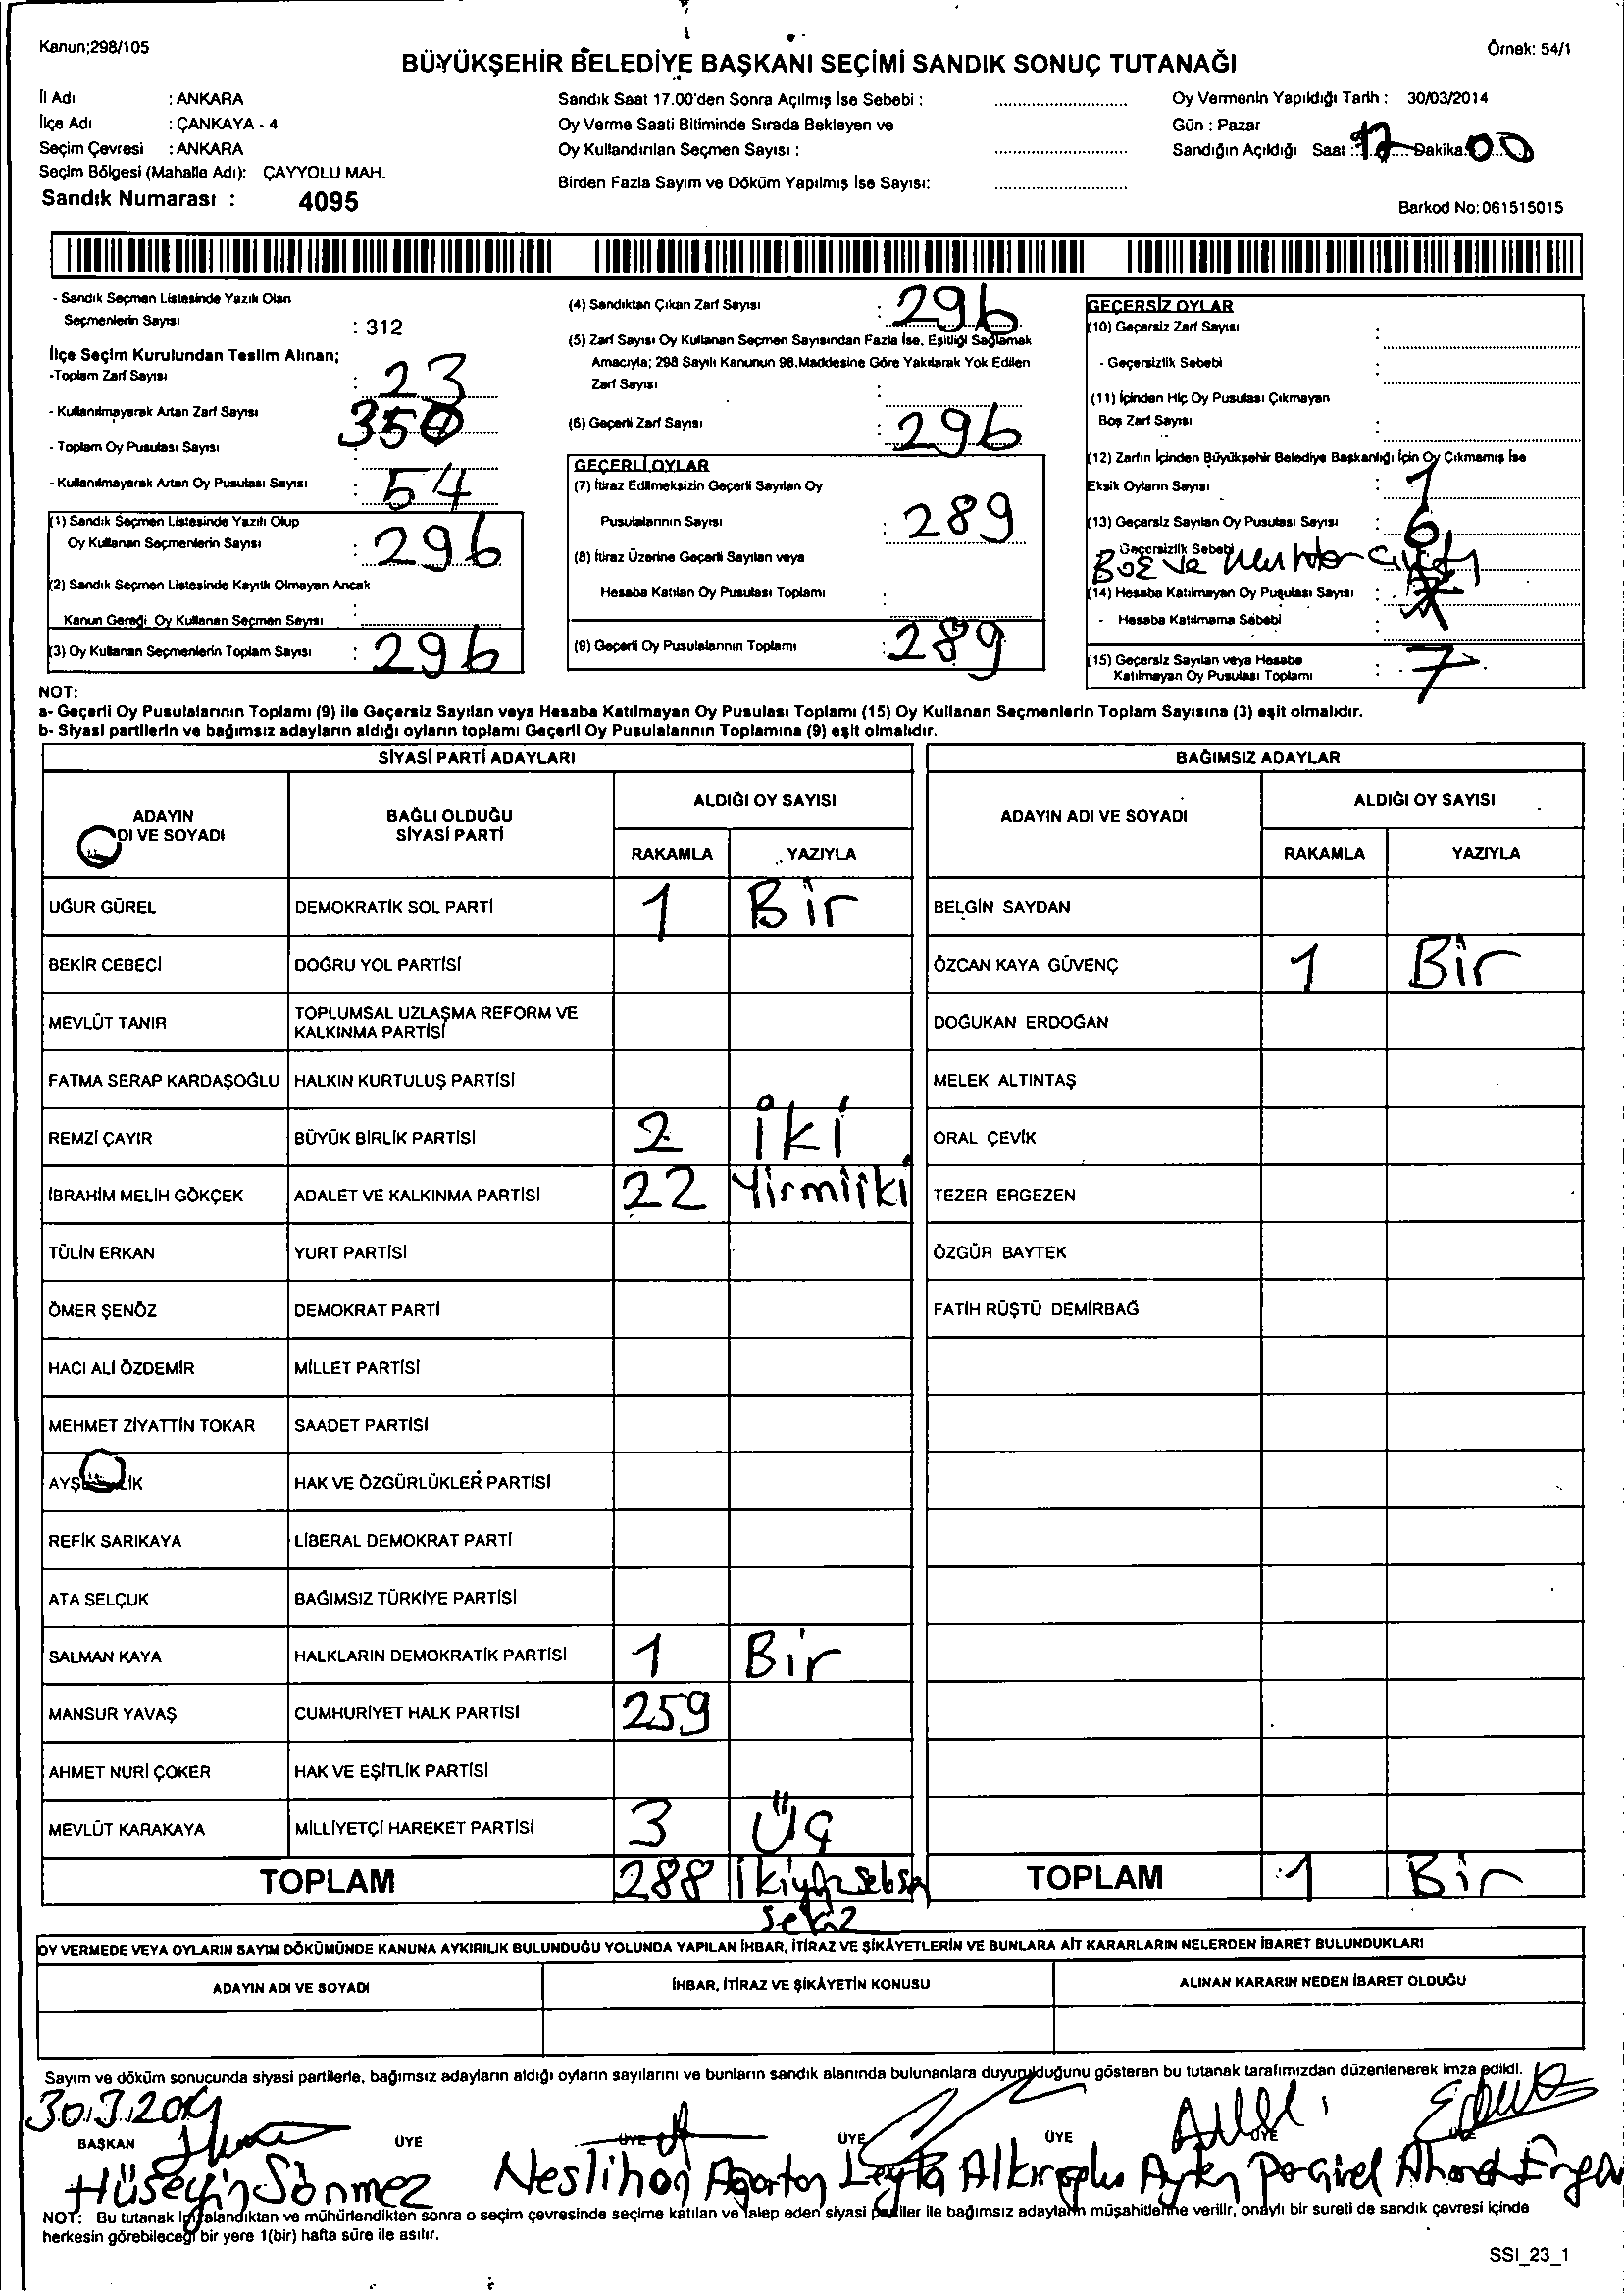 Kanun;298/105
Örnek: 54/1
BÜYÜKŞEHİR BELEDİYE BAŞKANI SEÇİMİ SANDIK SONUÇ TUTANAĞI
İl Adı : ANKARA
İlçe Adı : ÇANKAYA - 4
Seçim Çevresi : ANKARA
Seçim Bölgesi (Mahalle Adı): ÇAYYOLU MAH.
Sandık Numarası : 4095
Sandık Saat 17.00'den Sonra Açılmış İse Sebebi :
Oy Verme Saati Bitiminde Sırada Bekleyen ve
Oy Kullandırılan Seçmen Sayısı :
Birden Fazla Sayım ve Döküm Yapılmış İse Sayısı:
Oy Vermenin Yapıldığı Tarih : 30/03/2014
Gün : Pazar
Sandığın Açıldığı Saat : 17 Dakika: 00
Barkod No:061515015
- Sandık Seçmen Listesinde Yazılı Olan
Seçmenlerin Sayısı : 312
İlçe Seçim Kurulundan Teslim Alınan;
-Toplam Zarf Sayısı : 23
- Kullanılmayarak Artan Zarf Sayısı 350
- Toplam Oy Pusulası Sayısı
- Kullanılmayarak Artan Oy Pusulası Sayısı : 54
(1) Sandık Seçmen Listesinde Yazılı Olup
Oy Kullanan Seçmenlerin Sayısı : 296
(2) Sandık Seçmen Listesinde Kayıtlı Olmayan Ancak
Kanun Gereği Oy Kullanan Seçmen Sayısı :
(3) Oy Kullanan Seçmenlerin Toplam Sayısı : 296
(4) Sandıktan Çıkan Zarf Sayısı : 296
(5) Zarf Sayısı Oy Kullanan Seçmen Sayısından Fazla İse, Eşitliği Sağlamak
Amacıyla; 298 Sayılı Kanunun 98.Maddesine Göre Yakılarak Yok Edilen
Zarf Sayısı :
(6) Geçerli Zarf Sayısı : 296
GEÇERLİ OYLAR
(7) İtiraz Edilmeksizin Geçerli Sayılan Oy
Pusulalarının Sayısı : 289
(8) İtiraz Üzerine Geçerli Sayılan veya
Hesaba Katılan Oy Pusulası Toplamı :
(9) Geçerli Oy Pusulalarının Toplamı : 289
GEÇERSİZ OYLAR
(10) Geçersiz Zarf Sayısı :
- Geçersizlik Sebebi :
(11) İçinden Hiç Oy Pusulası Çıkmayan
Boş Zarf Sayısı :
(12) Zarfın İçinden Büyükşehir Belediye Başkanlığı İçin Oy Çıkmamış İse
Eksik Oyların Sayısı : 1
(13) Geçersiz Sayılan Oy Pusulası Sayısı : 6
Geçersizlik Sebebi Boş ve
(14) Hesaba Katılmayan Oy Pusulası Sayısı :
- Hesaba Katılmama Sebebi :
(15) Geçersiz Sayılan veya Hesaba
Katılmayan Oy Pusulası Toplamı : 7
NOT:
a- Geçerli Oy Pusulalarının Toplamı (9) ile Geçersiz Sayılan veya Hesaba Katılmayan Oy Pusulası Toplamı (15) Oy Kullanan Seçmenlerin Toplam Sayısına (3) eşit olmalıdır.
b- Siyasi partilerin ve bağımsız adayların aldığı oyların toplamı Geçerli Oy Pusulalarının Toplamına (9) eşit olmalıdır.
SİYASİ PARTİ ADAYLARI
ADAYIN
DI VE SOYADI
BAĞLI OLDUĞU
SİYASİ PARTİ
ALDIĞI OY SAYISI
RAKAMLA YAZIYLA
UĞUR GÜREL DEMOKRATİK SOL PARTİ 1 Bir
BEKİR CEBECİ DOĞRU YOL PARTİSİ
MEVLÜT TANIR TOPLUMSAL UZLAŞMA REFORM VE
KALKINMA PARTİSİ
FATMA SERAP KARDAŞOĞLU HALKIN KURTULUŞ PARTİSİ
REMZİ ÇAYIR BÜYÜK BİRLİK PARTİSİ 2 iki
İBRAHİM MELİH GÖKÇEK ADALET VE KALKINMA PARTİSİ 22 Yirmiiki
TÜLİN ERKAN YURT PARTİSİ
ÖMER ŞENÖZ DEMOKRAT PARTİ
HACI ALİ ÖZDEMİR MİLLET PARTİSİ
MEHMET ZİYATTİN TOKAR SAADET PARTİSİ
HAK VE ÖZGÜRLÜKLER PARTİSİ
REFİK SARIKAYA LİBERAL DEMOKRAT PARTİ
ATA SELÇUK BAĞIMSIZ TÜRKİYE PARTİSİ
SALMAN KAYA HALKLARIN DEMOKRATİK PARTİSİ 1 Bir
MANSUR YAVAŞ CUMHURİYET HALK PARTİSİ 259
AHMET NURİ ÇOKER HAK VE EŞİTLİK PARTİSİ
MEVLÜT KARAKAYA MİLLİYETÇİ HAREKET PARTİSİ 3 Üç
TOPLAM 288
BAĞIMSIZ ADAYLAR
ADAYIN ADI VE SOYADI
ALDIĞI OY SAYISI
RAKAMLA YAZIYLA
BELGİN SAYDAN
ÖZCAN KAYA GÜVENÇ 1 Bir
DOĞUKAN ERDOĞAN
MELEK ALTINTAŞ
ORAL ÇEVİK
TEZER ERGEZEN
ÖZGÜR BAYTEK
FATİH RÜŞTÜ DEMİRBAĞ
TOPLAM 1 Bir
OY VERMEDE VEYA OYLARIN SAYIM DÖKÜMÜNDE KANUNA AYKIRILIK BULUNDUĞU YOLUNDA YAPILAN İHBAR, İTİRAZ VE ŞİKÂYETLERİN VE BUNLARA AİT KARARLARIN NELERDEN İBARET BULUNDUKLARI
ADAYIN ADI VE SOYADI İHBAR, İTİRAZ VE ŞİKÂYETİN KONUSU ALINAN KARARIN NEDEN İBARET OLDUĞU
Sayım ve döküm sonucunda siyasi partilerle, bağımsız adayların aldığı oyların sayılarını ve bunların sandık alanında bulunanlara duyurulduğunu gösteren bu tutanak tarafımızdan düzenlenerek imza edildi.
30.3.2014
BAŞKAN ÜYE ÜYE ÜYE ÜYE ÜYE
Hüseyin Sönmez Neslihan Leyla
NOT: Bu tutanak imzalandıktan ve mühürlendikten sonra o seçim çevresinde seçime katılan ve talep eden siyasi partiler ile bağımsız adayların müşahitlerine verilir, onaylı bir sureti de sandık çevresi içinde
herkesin görebileceği bir yere 1(bir) hafta süre ile asılır.
SSI_23_1